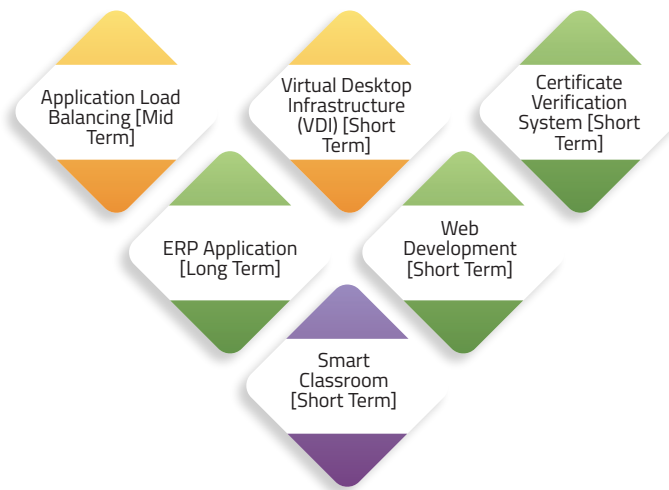 Application Load
Balancing [Mid
Term]
Virtual Desktop
Infrastructure
(VDI) [Short
Term]
Certificate
Verification
System [Short
Term]
ERP Application
[Long Term]
Web
Development
[Short Term]
Smart
Classroom
[Short Term]